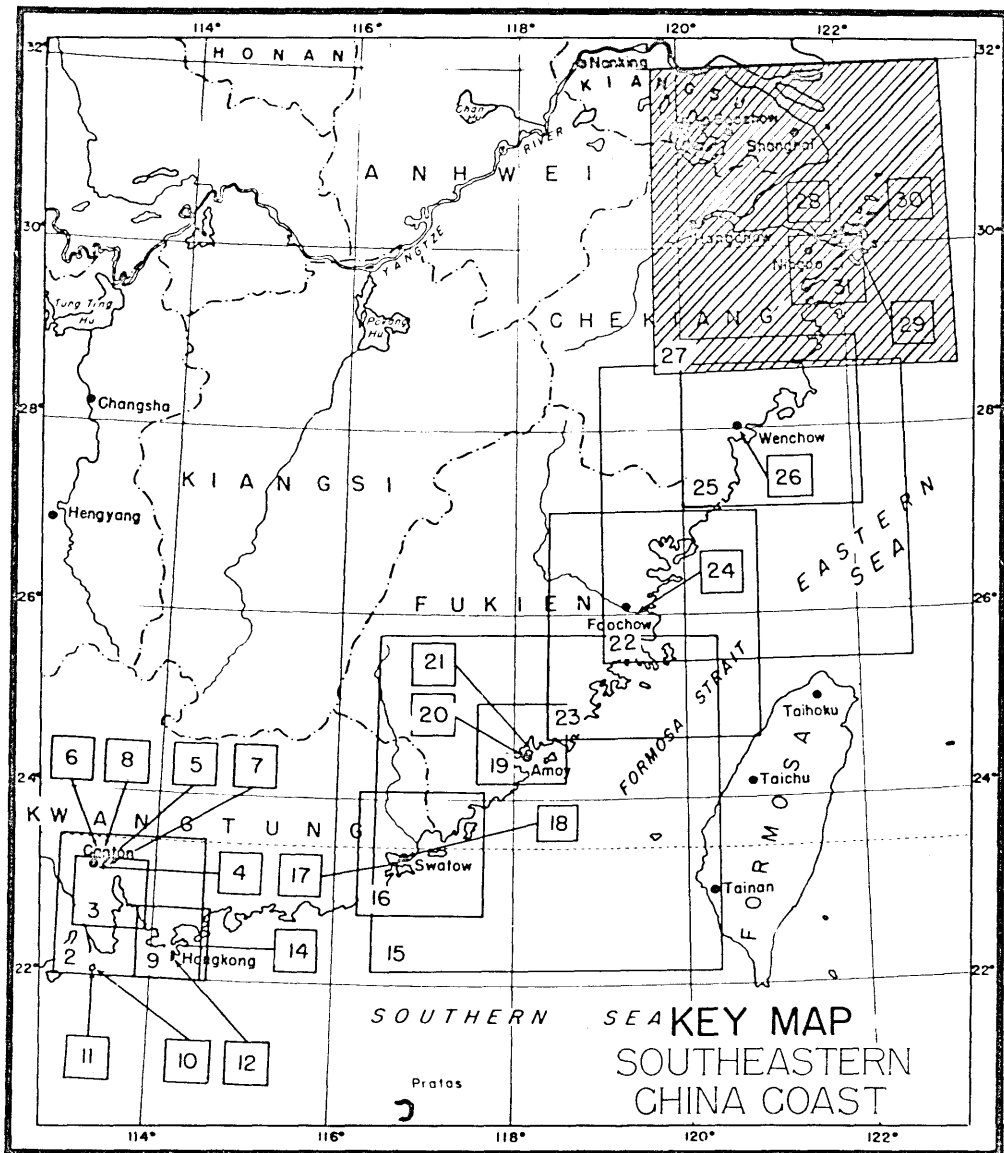 114° 116° 118° 120° 122°
32° 32°
HONAN
Nanking
KIANGSU
Chao Hu
RIVER
Soochow
Shanghai
ANHWEI
28
30
30° 30°
Hangchow
YANGTZE
Ningpo
31
Tung Ting
Hu
Poyang
Hu
CHEKIANG
29
27
28° 28°
Changsha
Wenchow
KIANGSI
25
26
Hengyang
EASTERN
SEA
24
26° 26°
FUKIEN
Foochow
22
21
FORMOSA STRAIT
20
23
Taihoku
6 8 5 7
19
Amoy
Taichu
24° 24°
KWANGTUNG
18
Canton
FORMOSA
4
17
Swatow
16
Tainan
3
14
2 9
Hongkong
15
22° 22°
SOUTHERN SEA
KEY MAP
SOUTHEASTERN
CHINA COAST
11 10 12
Pratas
114° 116° 118° 120° 122°